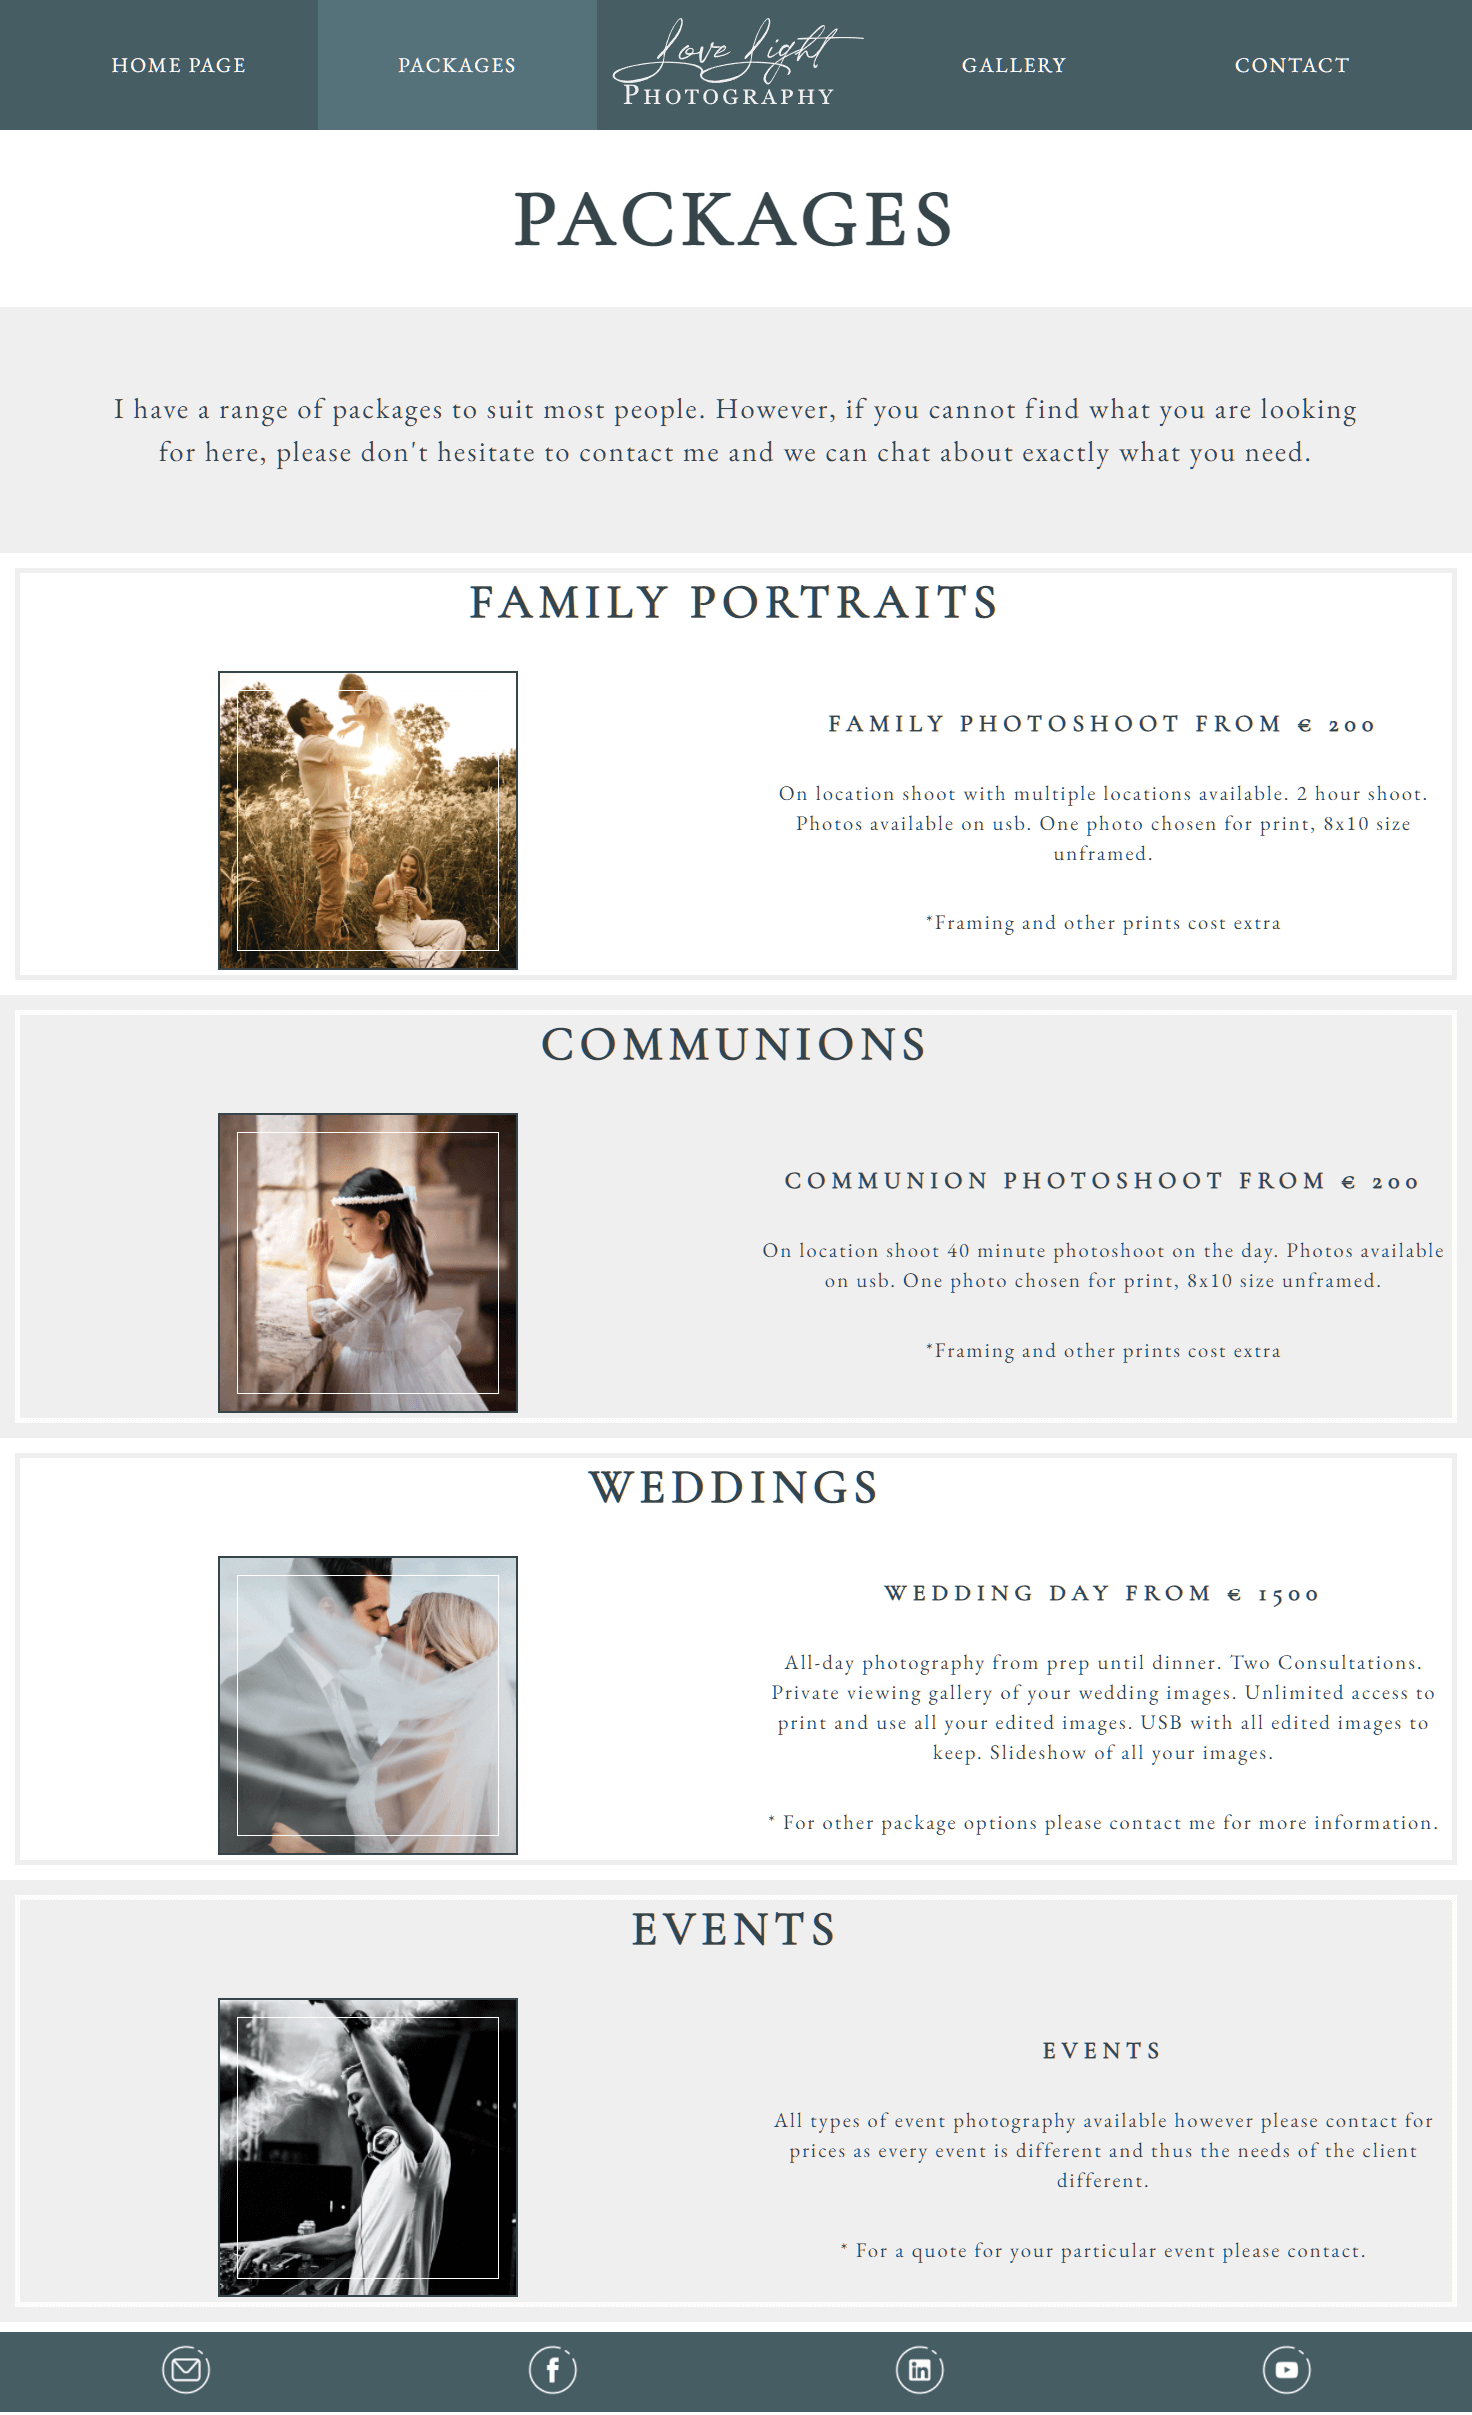 HOME PAGE
PACKAGES
Love Light
PHOTOGRAPHY
GALLERY
CONTACT
PACKAGES
I have a range of packages to suit most people. However, if you cannot find what you are looking
for here, please don't hesitate to contact me and we can chat about exactly what you need.
FAMILY PORTRAITS
FAMILY PHOTOSHOOT FROM € 200
On location shoot with multiple locations available. 2 hour shoot.
Photos available on usb. One photo chosen for print, 8x10 size
unframed.
*Framing and other prints cost extra
COMMUNIONS
COMMUNION PHOTOSHOOT FROM € 200
On location shoot 40 minute photoshoot on the day. Photos available
on usb. One photo chosen for print, 8x10 size unframed.
*Framing and other prints cost extra
WEDDINGS
WEDDING DAY FROM € 1500
All-day photography from prep until dinner. Two Consultations.
Private viewing gallery of your wedding images. Unlimited access to
print and use all your edited images. USB with all edited images to
keep. Slideshow of all your images.
* For other package options please contact me for more information.
EVENTS
EVENTS
All types of event photography available however please contact for
prices as every event is different and thus the needs of the client
different.
* For a quote for your particular event please contact.